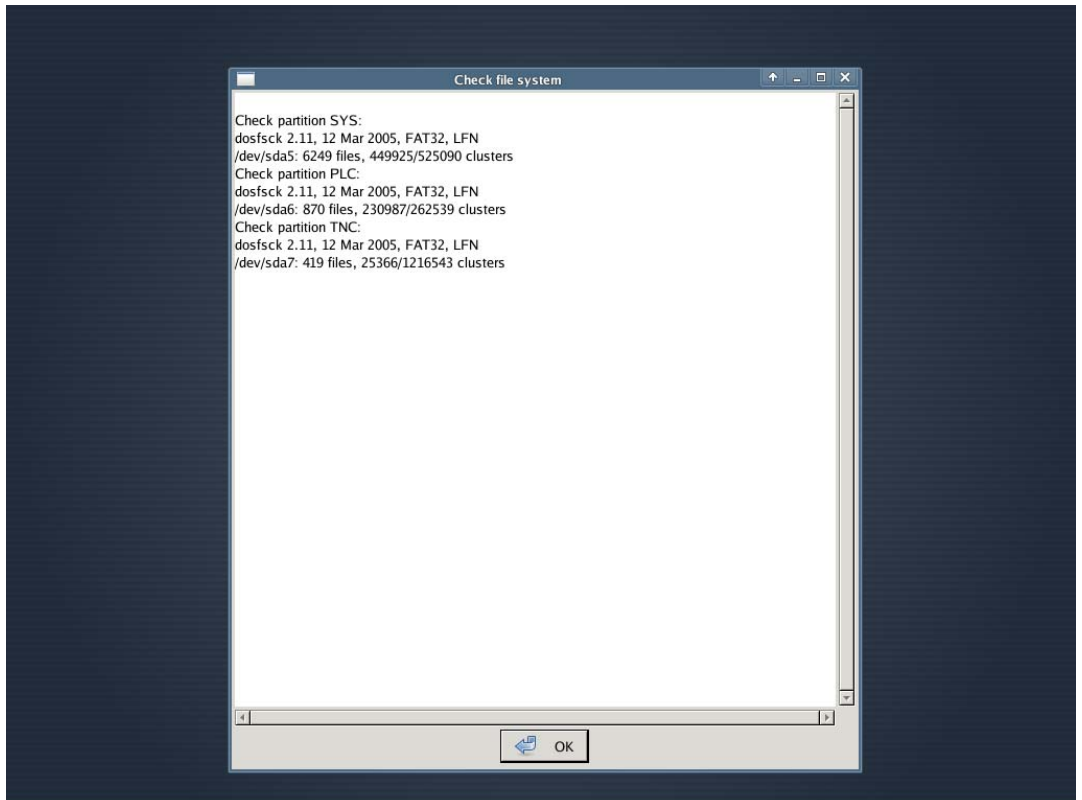 Check file system
Check partition SYS:
dosfsck 2.11, 12 Mar 2005, FAT32, LFN
/dev/sda5: 6249 files, 449925/525090 clusters
Check partition PLC:
dosfsck 2.11, 12 Mar 2005, FAT32, LFN
/dev/sda6: 870 files, 230987/262539 clusters
Check partition TNC:
dosfsck 2.11, 12 Mar 2005, FAT32, LFN
/dev/sda7: 419 files, 25366/1216543 clusters
OK